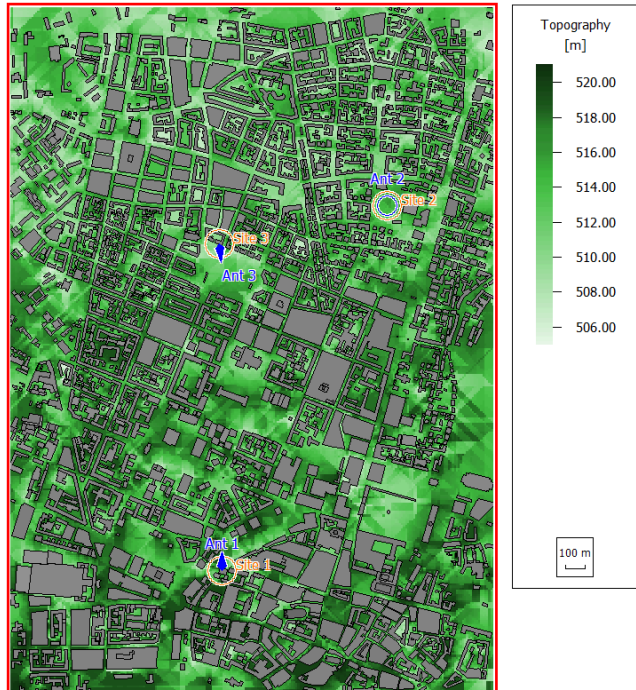 Topography
[m]
520.00
518.00
516.00
514.00
513.00
510.00
508.00
506.00
100 m
Ant 2
Site 2
Site 3
Ant 3
Ant 1
Site 1